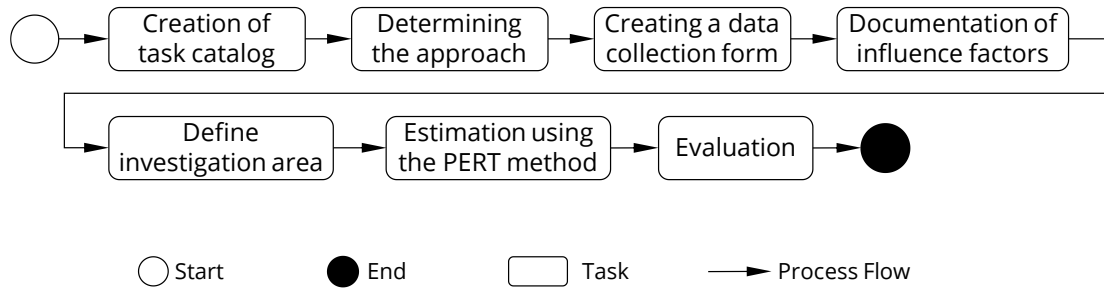 Creation of
task catalog
Determining
the approach
Creating a data
collection form
Documentation of
influence factors
Define
investigation area
Estimation using
the PERT method
Evaluation
Start
End
Task
Process Flow